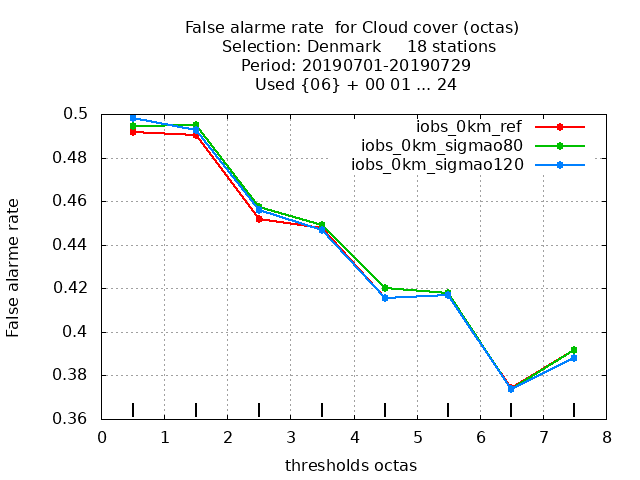 False alarme rate  for Cloud cover (octas)
Selection: Denmark     18 stations
Period: 20190701-20190729
Used {06} + 00 01 ... 24
iobs_0km_ref
iobs_0km_sigmao80
iobs_0km_sigmao120
False alarme rate
0.5
0.48
0.46
0.44
0.42
0.4
0.38
0.36
0 1 2 3 4 5 6 7 8
thresholds octas